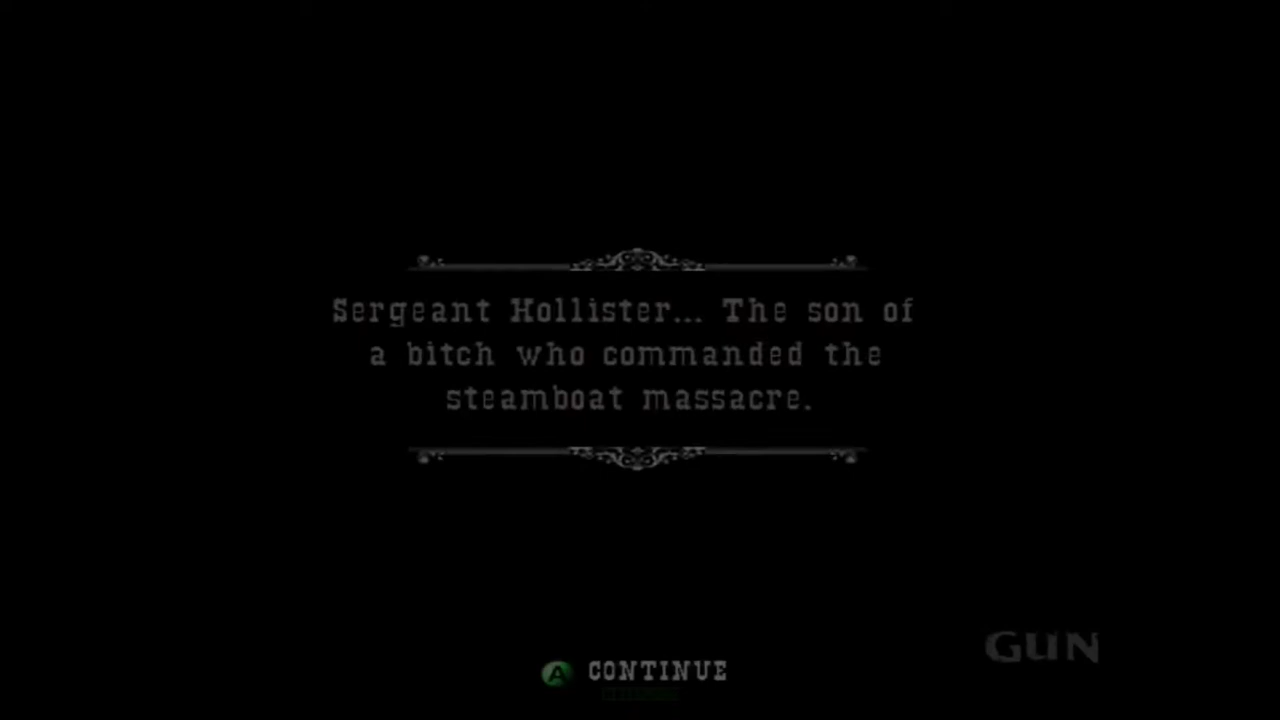 Sergeant Hollister... The son of
a bitch who commanded the
steamboat massacre.
GUN
A CONTINUE